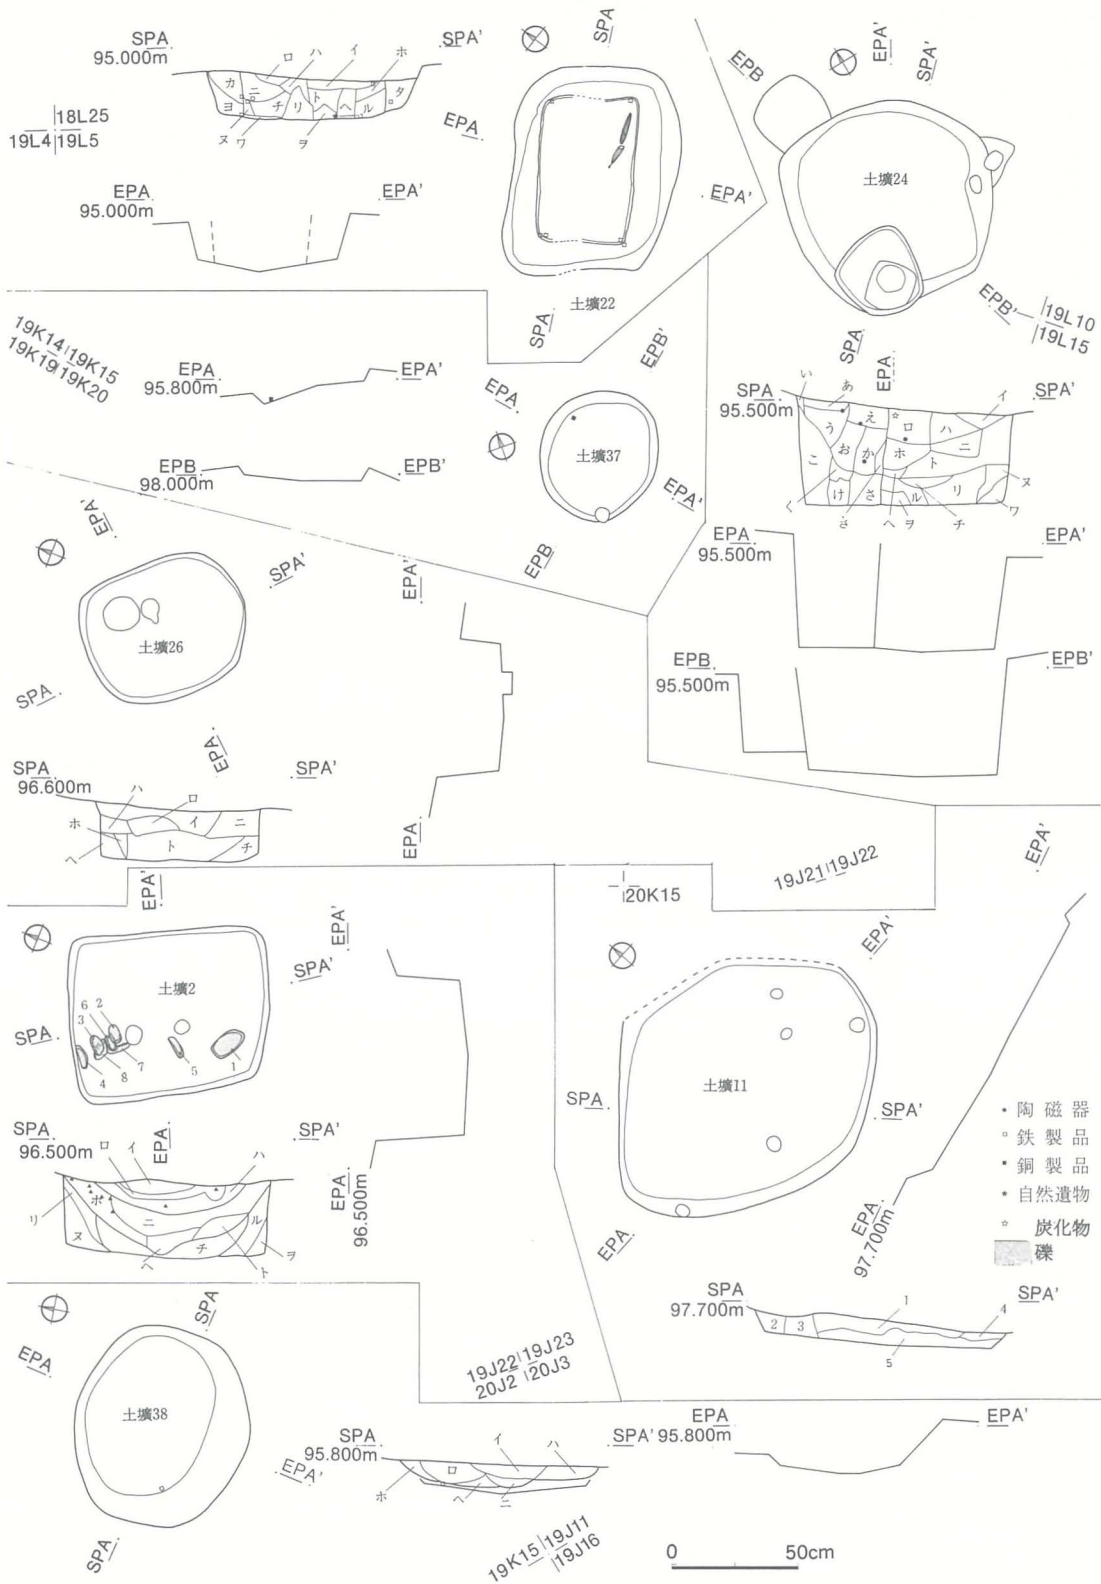 SPA
95.000m
SPA'
ロ ハ イ ホ
カ ニ ト タ
ヨ チ リ ヘ ル
ヌ ワ ヲ
18L25
19L4 19L5
EPA
95.000m
EPA'
SPA
EPA
EPA'
土壙22
SPA
EPB
EPA'
SPA'
土壙24
EPB'
19L10
19L15
SPA
EPA
19K14 19K15
19K19 19K20
EPA
95.800m
EPA'
EPB
98.000m
EPB'
EPB'
EPA
土壙37
EPA'
EPB
SPA
95.500m
SPA'
い あ イ
う え ロ ハ
こ お か ホ ニ
ト
く け さ ル リ ヌ
き ヘ ヲ チ ワ
EPA
95.500m
EPA'
EPB
95.500m
EPB'
EPA'
SPA'
土壙26
SPA
EPA
EPA'
EPA
SPA
96.600m
SPA'
ハ ロ
ホ イ ニ
ヘ ト チ
EPA'
SPA'
土壙2
6 2
3
4 8 7 5 1
SPA
EPA
EPA'
EPA
96.500m
SPA
96.500m
SPA'
ロ イ ハ
リ ホ
ヌ ニ ル
ヘ チ ト ヲ
20K15
19J21 19J22
EPA'
EPA'
土壙11
SPA
SPA'
EPA
EPA
97.700m
・ 陶磁器
鉄製品
銅製品
自然遺物
☆ 炭化物
礫
SPA
97.700m
SPA'
2 3 1 4
5
19J22 19J23
20J2 20J3
SPA
EPA
土壙38
EPA'
SPA
SPA
95.800m
SPA'
イ ハ
ロ
ホ ヘ ニ
EPA
95.800m
EPA'
19K15 19J11
19J16
0 50cm